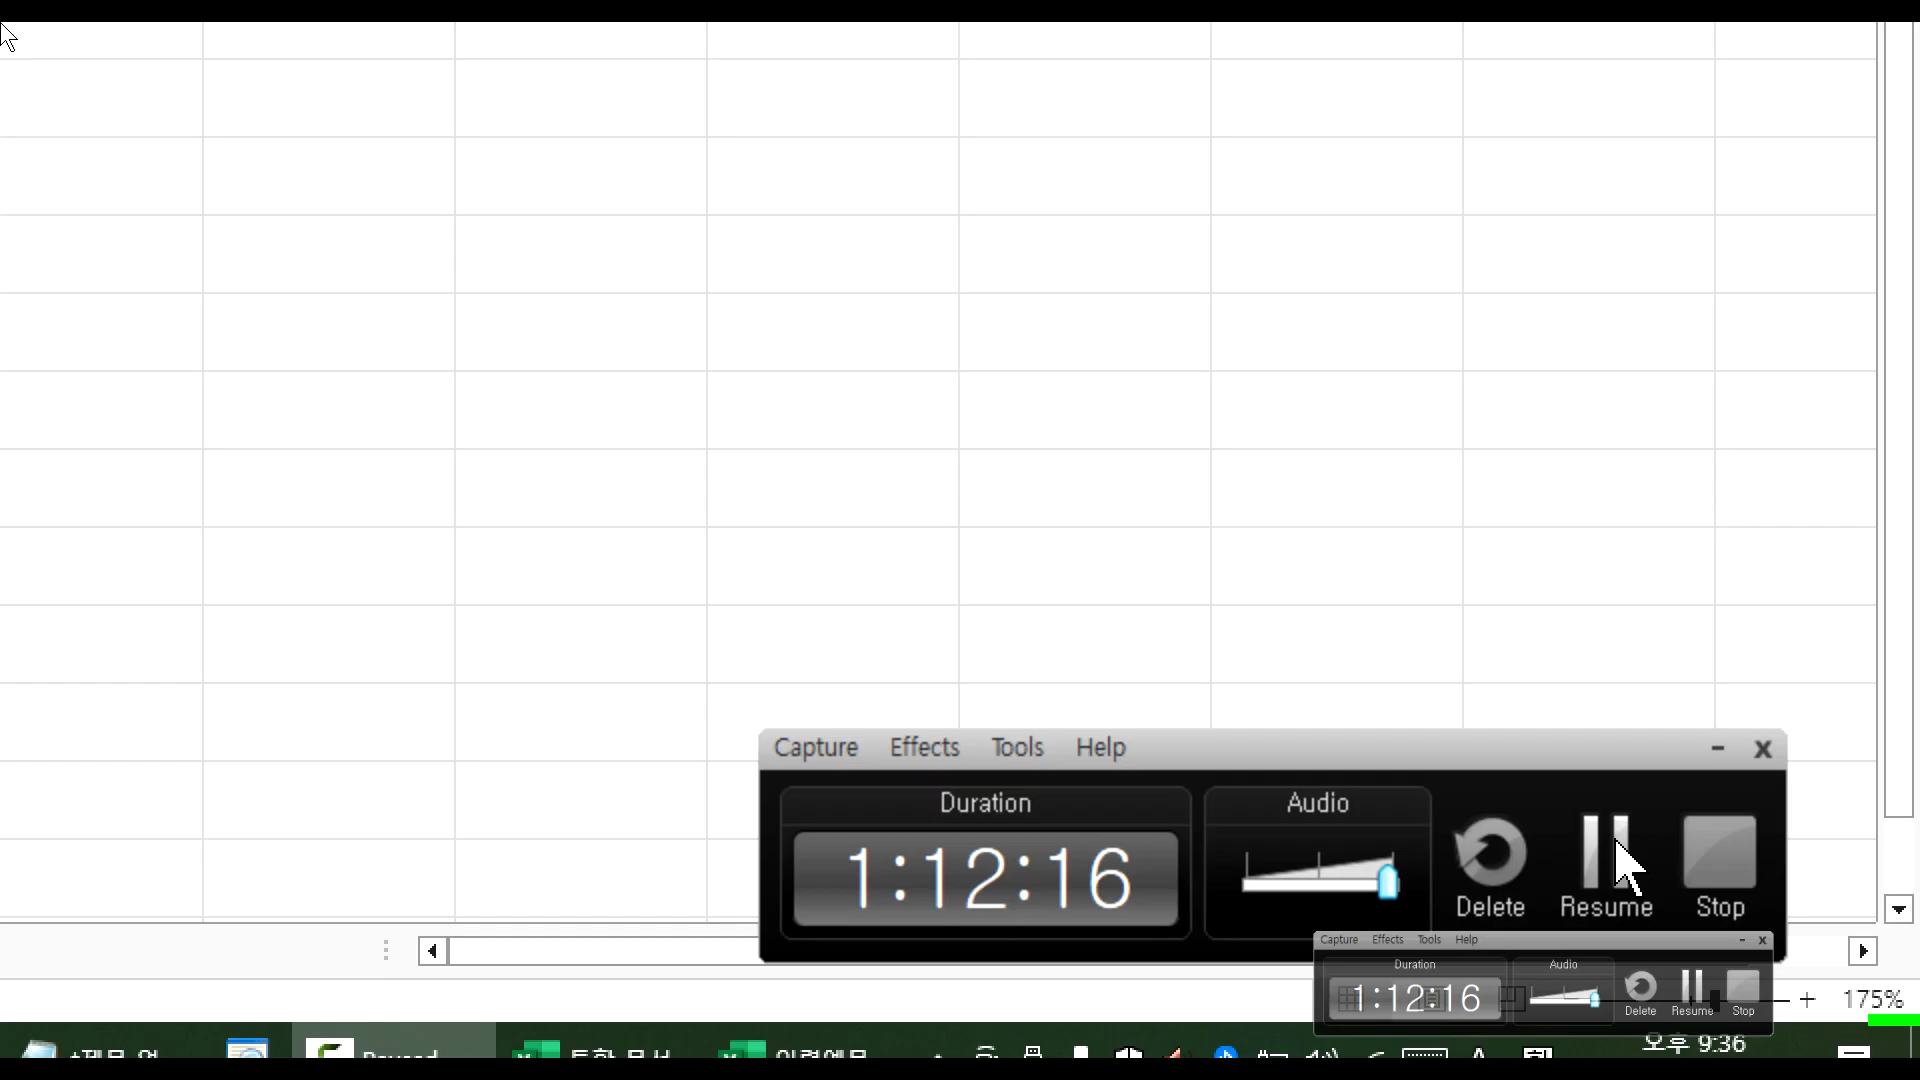 Capture Effects Tools Help - x
Duration
Audio
1:12:16
Delete Resume Stop
Capture Effects Tools Help - x
Duration
Audio
1:12:16
Delete Resume Stop
+ 175%
오후 9:36